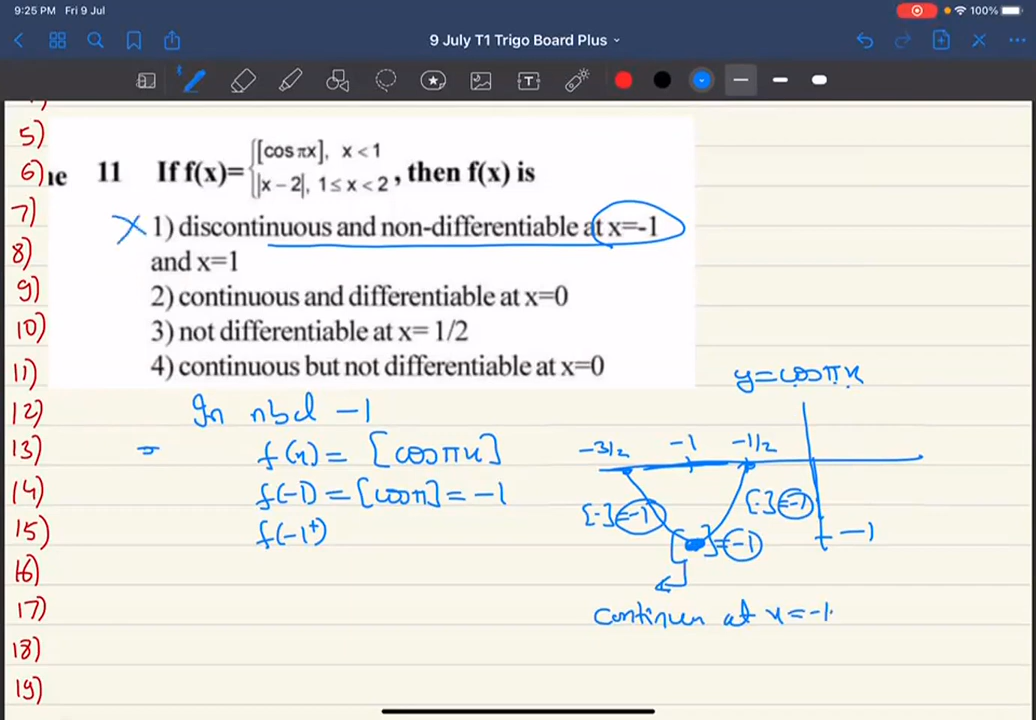 9:25 PM Fri 9 Jul
100%
9 July T1 Trigo Board Plus
5)
6)
7)
8)
9)
10)
11)
12)
13)
14)
15)
16)
17)
18)
19)
11 If f(x)= {[cos πx], x < 1
|x − 2|, 1 ≤ x < 2 , then f(x) is
X 1) discontinuous and non-differentiable at x=-1
and x=1
2) continuous and differentiable at x=0
3) not differentiable at x= 1/2
4) continuous but not differentiable at x=0
y=cosπx
In nbd -1
= f(x) = [cosπx]
f(-1) = [cosπ] = -1
f(-1⁺)
-3/2 -1 -1/2
[·]=-1 [·]=-1
[ ]=-1
-1
continuen at x=-1